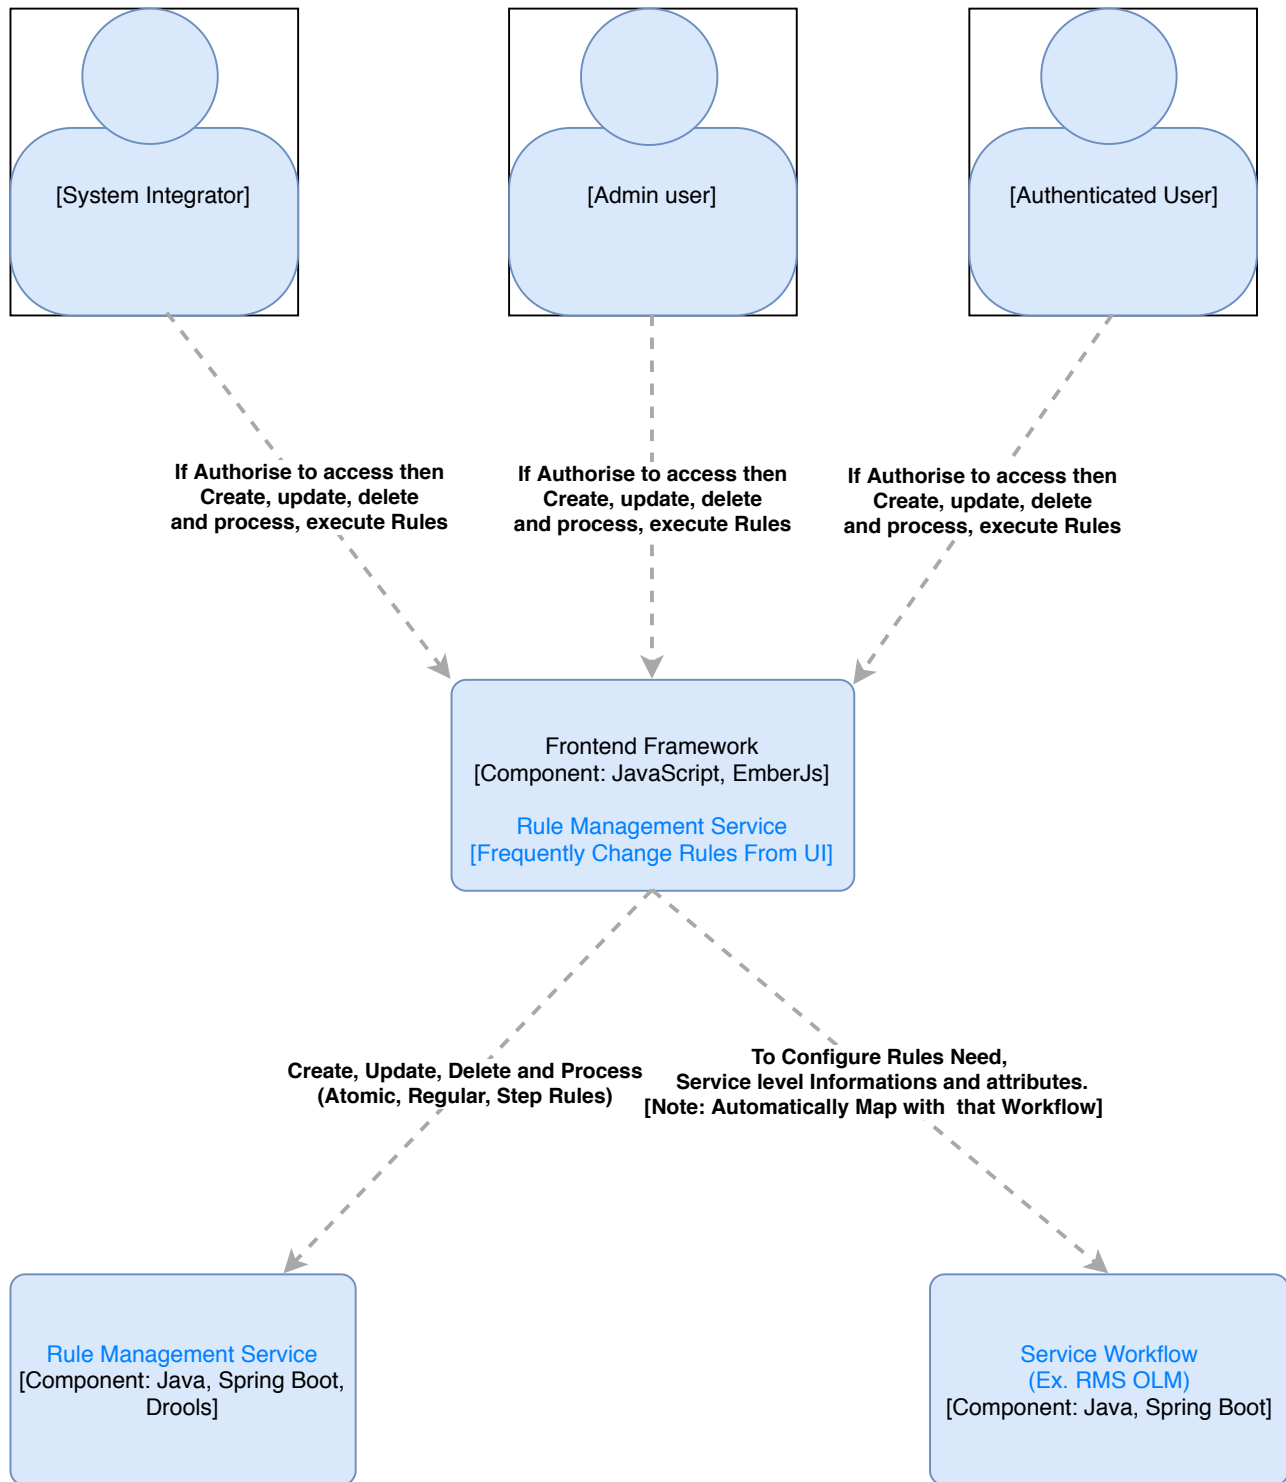 [System Integrator]
[Admin user]
[Authenticated User]
If Authorise to access then
Create, update, delete
and process, execute Rules
If Authorise to access then
Create, update, delete
and process, execute Rules
If Authorise to access then
Create, update, delete
and process, execute Rules
Frontend Framework
[Component: JavaScript, EmberJs]
Rule Management Service
[Frequently Change Rules From UI]
Create, Update, Delete and Process
(Atomic, Regular, Step Rules)
To Configure Rules Need,
Service level Informations and attributes.
[Note: Automatically Map with that Workflow]
Rule Management Service
[Component: Java, Spring Boot,
Drools]
Service Workflow
(Ex. RMS OLM)
[Component: Java, Spring Boot]